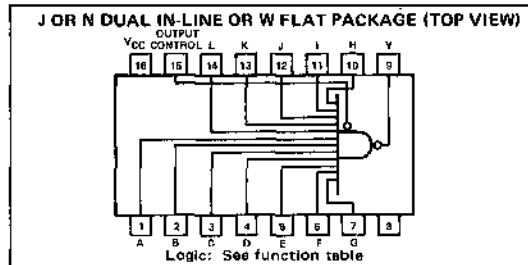 J OR N DUAL IN-LINE OR W FLAT PACKAGE (TOP VIEW)
OUTPUT
VCC CONTROL L K J I H Y
16 15 14 13 12 11 10 9
1 2 3 4 5 6 7 8
A B C D E F G
Logic: See function table